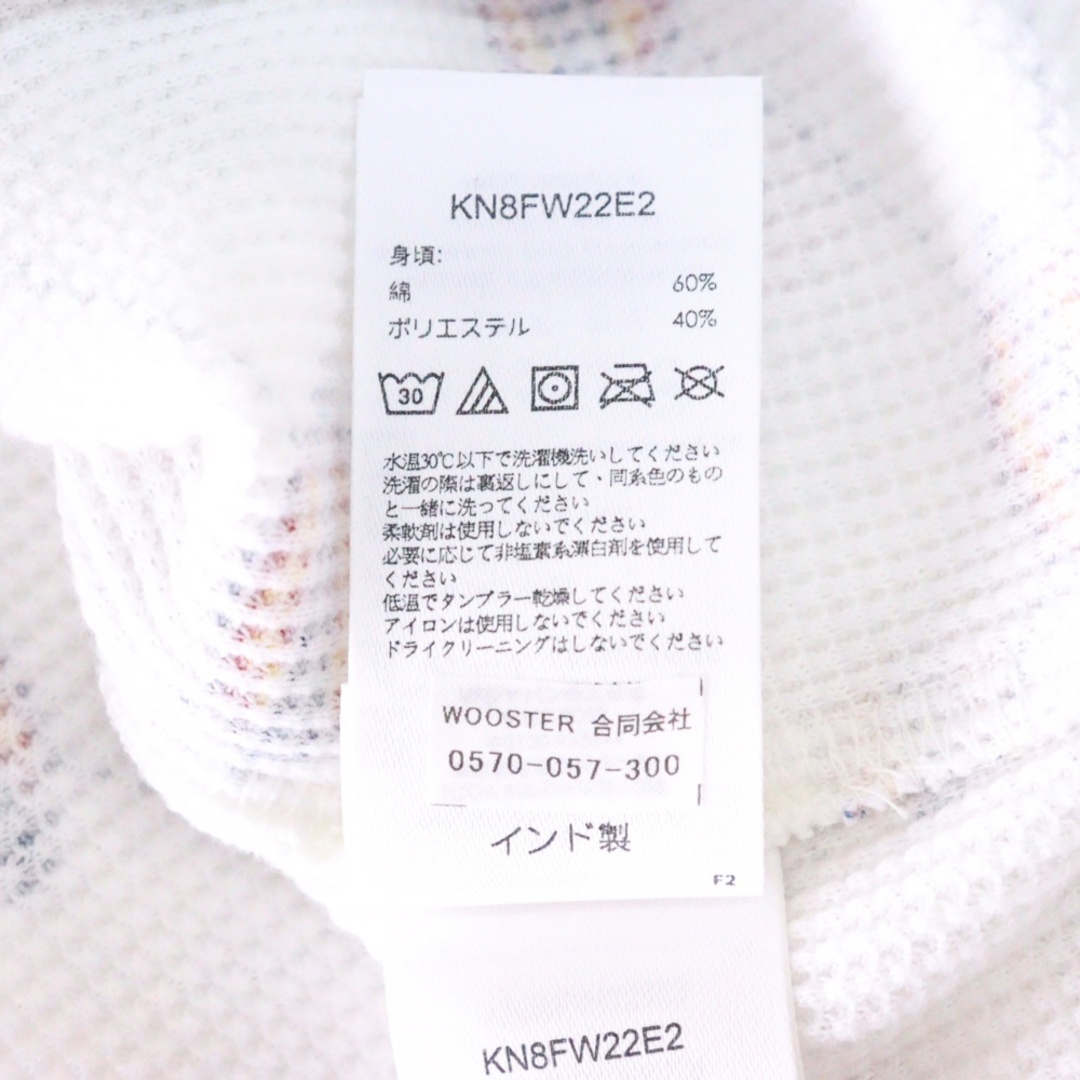 KN8FW22E2
身頃:
綿 60%
ポリエステル 40%
30
水温30℃以下で洗濯機洗いしてください
洗濯の際は裏返しにして、同系色のもの
と一緒に洗ってください
柔軟剤は使用しないでください
必要に応じて非塩素系漂白剤を使用して
ください
低温でタンブラー乾燥してください
アイロンは使用しないでください
ドライクリーニングはしないでください
WOOSTER 合同会社
0570-057-300
インド製
F2
KN8FW22E2